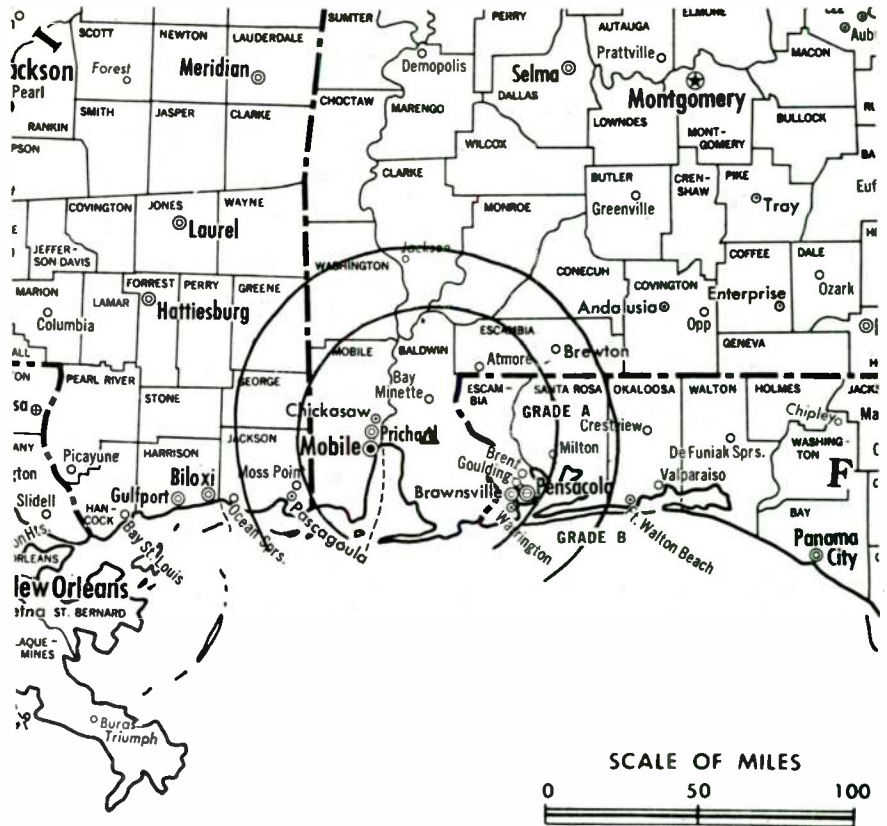 SCOTT
NEWTON
LAUDERDALE
SUMTER
PERRY
AUTAUGA
ELMORE
MACON
Forest
Meridian
Demopolis
Selma
Prattville
Pearl
DALLAS
Montgomery
SMITH
JASPER
CLARKE
CHOCTAW
MARENGO
LOWNDES
BULLOCK
RANKIN
MONT-
GOMERY
WILCOX
CLARKE
BUTLER
CREN-
SHAW
PIKE
COVINGTON
JONES
WAYNE
MONROE
Greenville
Tray
Laurel
JEFFER-
SON DAVIS
Jackson
COFFEE
DALE
WASHINGTON
CONECUH
MARION
LAMAR
FORREST
PERRY
GREENE
COVINGTON
Enterprise
Ozark
Columbia
Hattiesburg
Andalusia
Opp
ESCAMBIA
GENEVA
MOBILE
BALDWIN
Atmore
Brewton
PEARL RIVER
GEORGE
Bay
Minette
ESCAM-
BIA
SANTA ROSA
OKALOOSA
WALTON
HOLMES
STONE
GRADE A
Chipley
Chickasaw
Prichard
Crestview
HARRISON
JACKSON
Mobile
Milton
De Funiak Sprs.
WASHING-
TON
Picayune
Biloxi
Moss Point
Brent
Goulding
Valparaiso
F
Slidell
HAN-
COCK
Gulfport
Brownsville
Pensacola
Ocean Sprs.
Pascagoula
Warrington
GRADE B
Ft. Walton Beach
BAY
Bay St. Louis
Panama
City
ST. BERNARD
Buras
Triumph
SCALE OF MILES
0 50 100